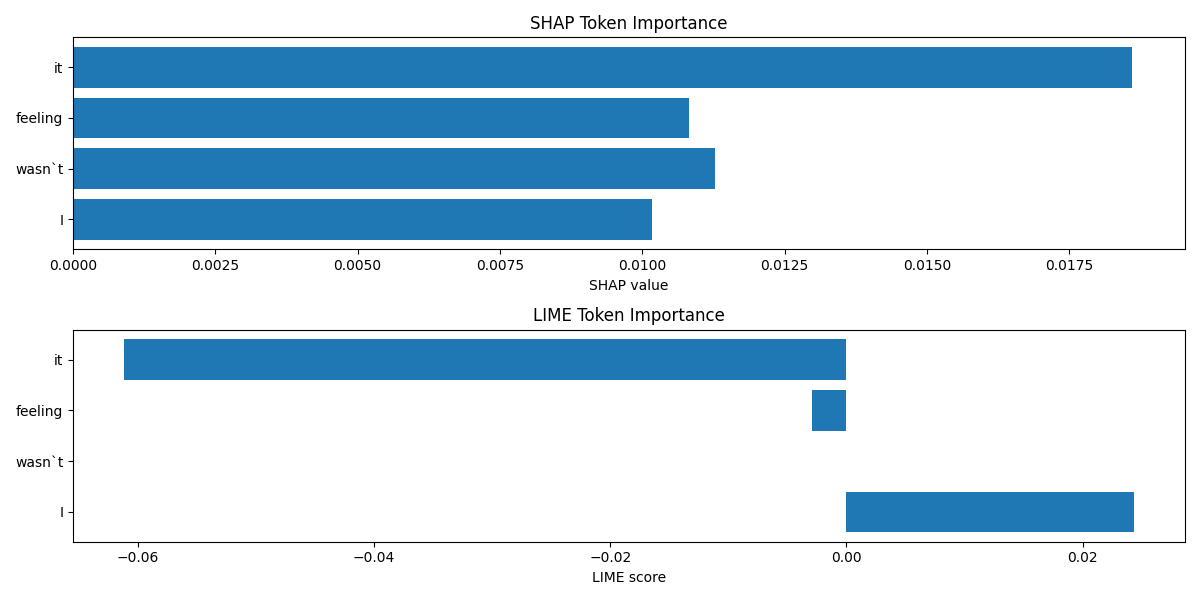 SHAP Token Importance
it
feeling
wasn`t
I
0.0000 0.0025 0.0050 0.0075 0.0100 0.0125 0.0150 0.0175
SHAP value
LIME Token Importance
it
feeling
wasn`t
I
−0.06 −0.04 −0.02 0.00 0.02
LIME score